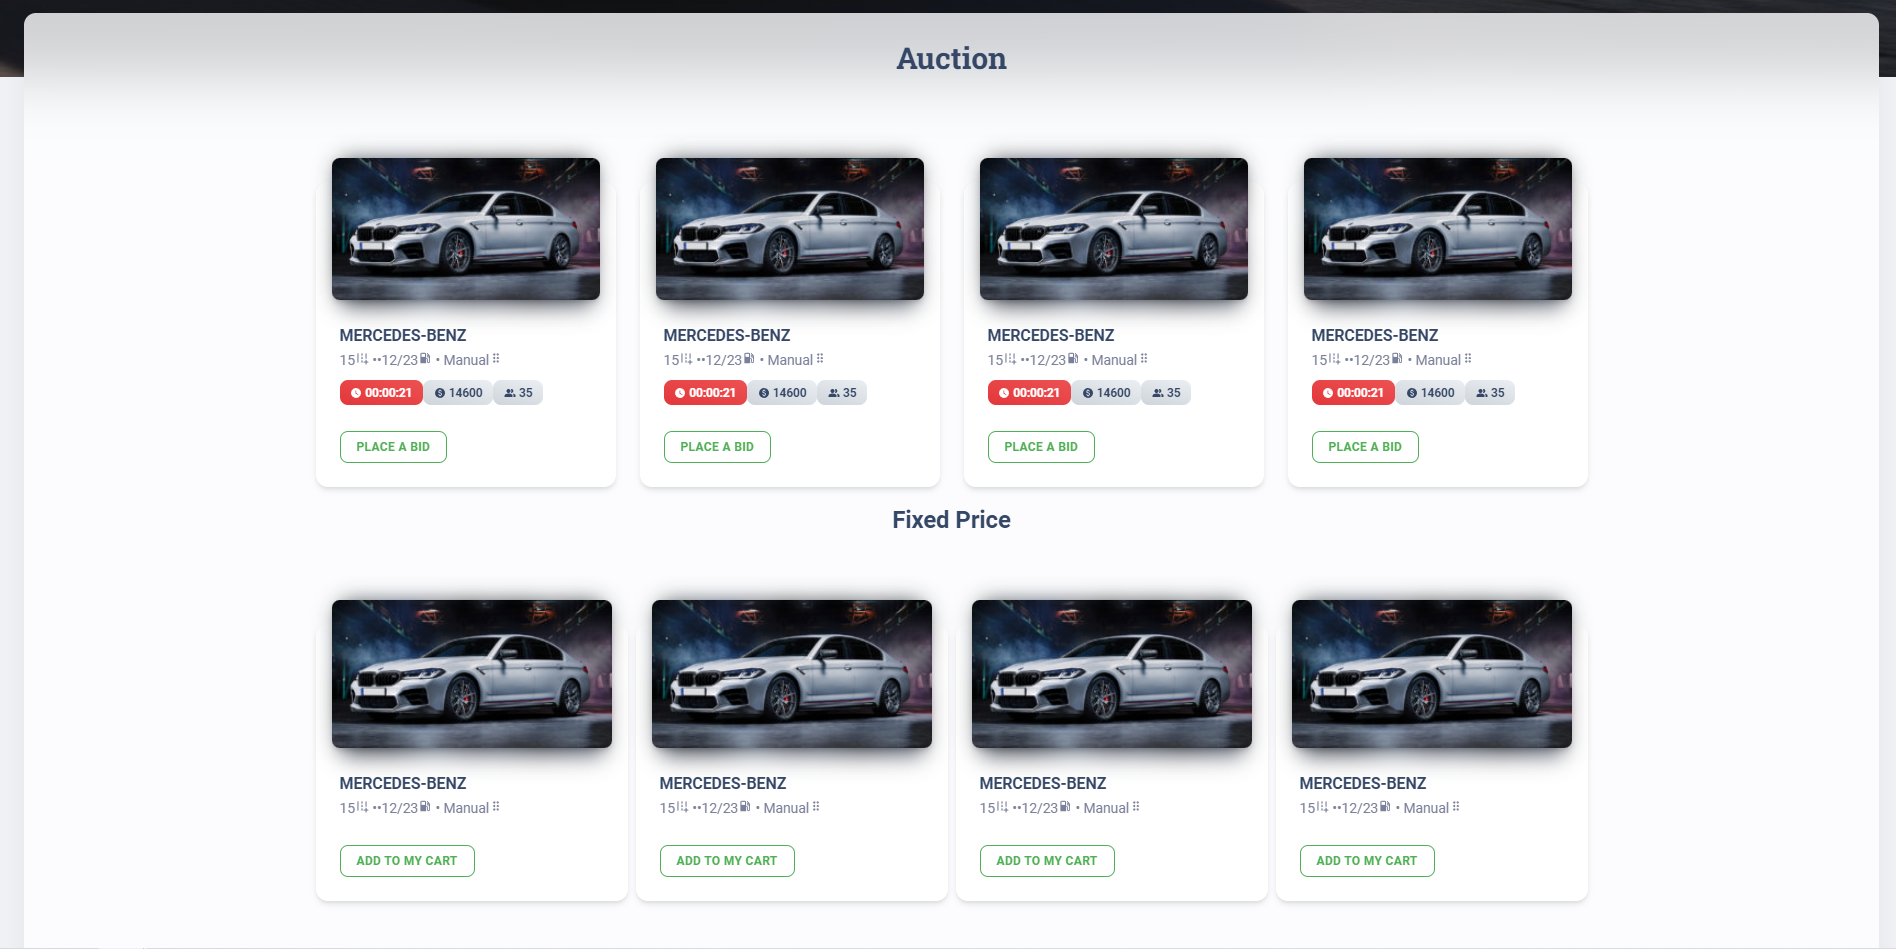 Auction
MERCEDES-BENZ
15 ••12/23 • Manual
00:00:21 14600 35
PLACE A BID
MERCEDES-BENZ
15 ••12/23 • Manual
00:00:21 14600 35
PLACE A BID
MERCEDES-BENZ
15 ••12/23 • Manual
00:00:21 14600 35
PLACE A BID
MERCEDES-BENZ
15 ••12/23 • Manual
00:00:21 14600 35
PLACE A BID
Fixed Price
MERCEDES-BENZ
15 ••12/23 • Manual
ADD TO MY CART
MERCEDES-BENZ
15 ••12/23 • Manual
ADD TO MY CART
MERCEDES-BENZ
15 ••12/23 • Manual
ADD TO MY CART
MERCEDES-BENZ
15 ••12/23 • Manual
ADD TO MY CART